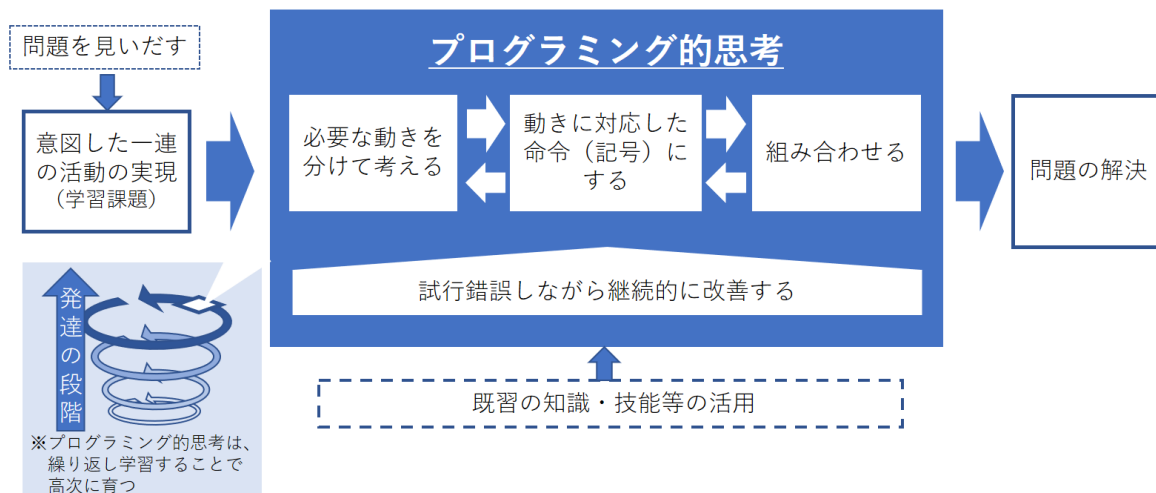 問題を見いだす
意図した一連
の活動の実現
(学習課題)
プログラミング的思考
必要な動きを
分けて考える
動きに対応した
命令（記号）に
する
組み合わせる
試行錯誤しながら継続的に改善する
問題の解決
既習の知識・技能等の活用
発達の段階
※プログラミング的思考は、
繰り返し学習することで
高次に育つ